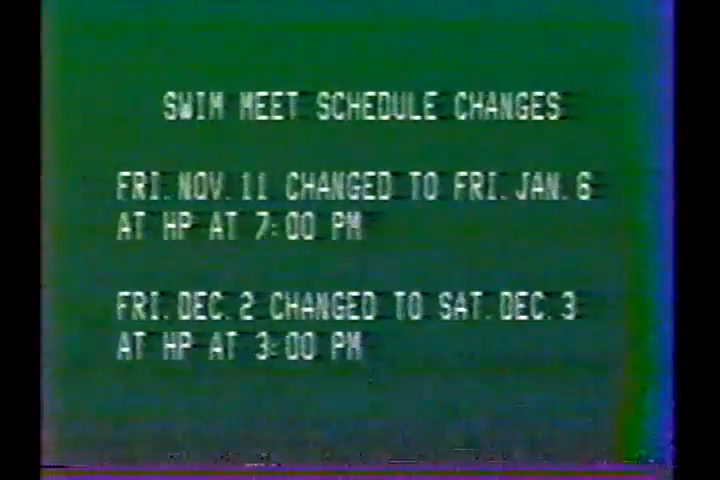 SWIM MEET SCHEDULE CHANGES
FRI. NOV. 11 CHANGED TO FRI. JAN. 6
AT HP AT 7:00 PM
FRI. DEC. 2 CHANGED TO SAT. DEC. 3
AT HP AT 3:00 PM